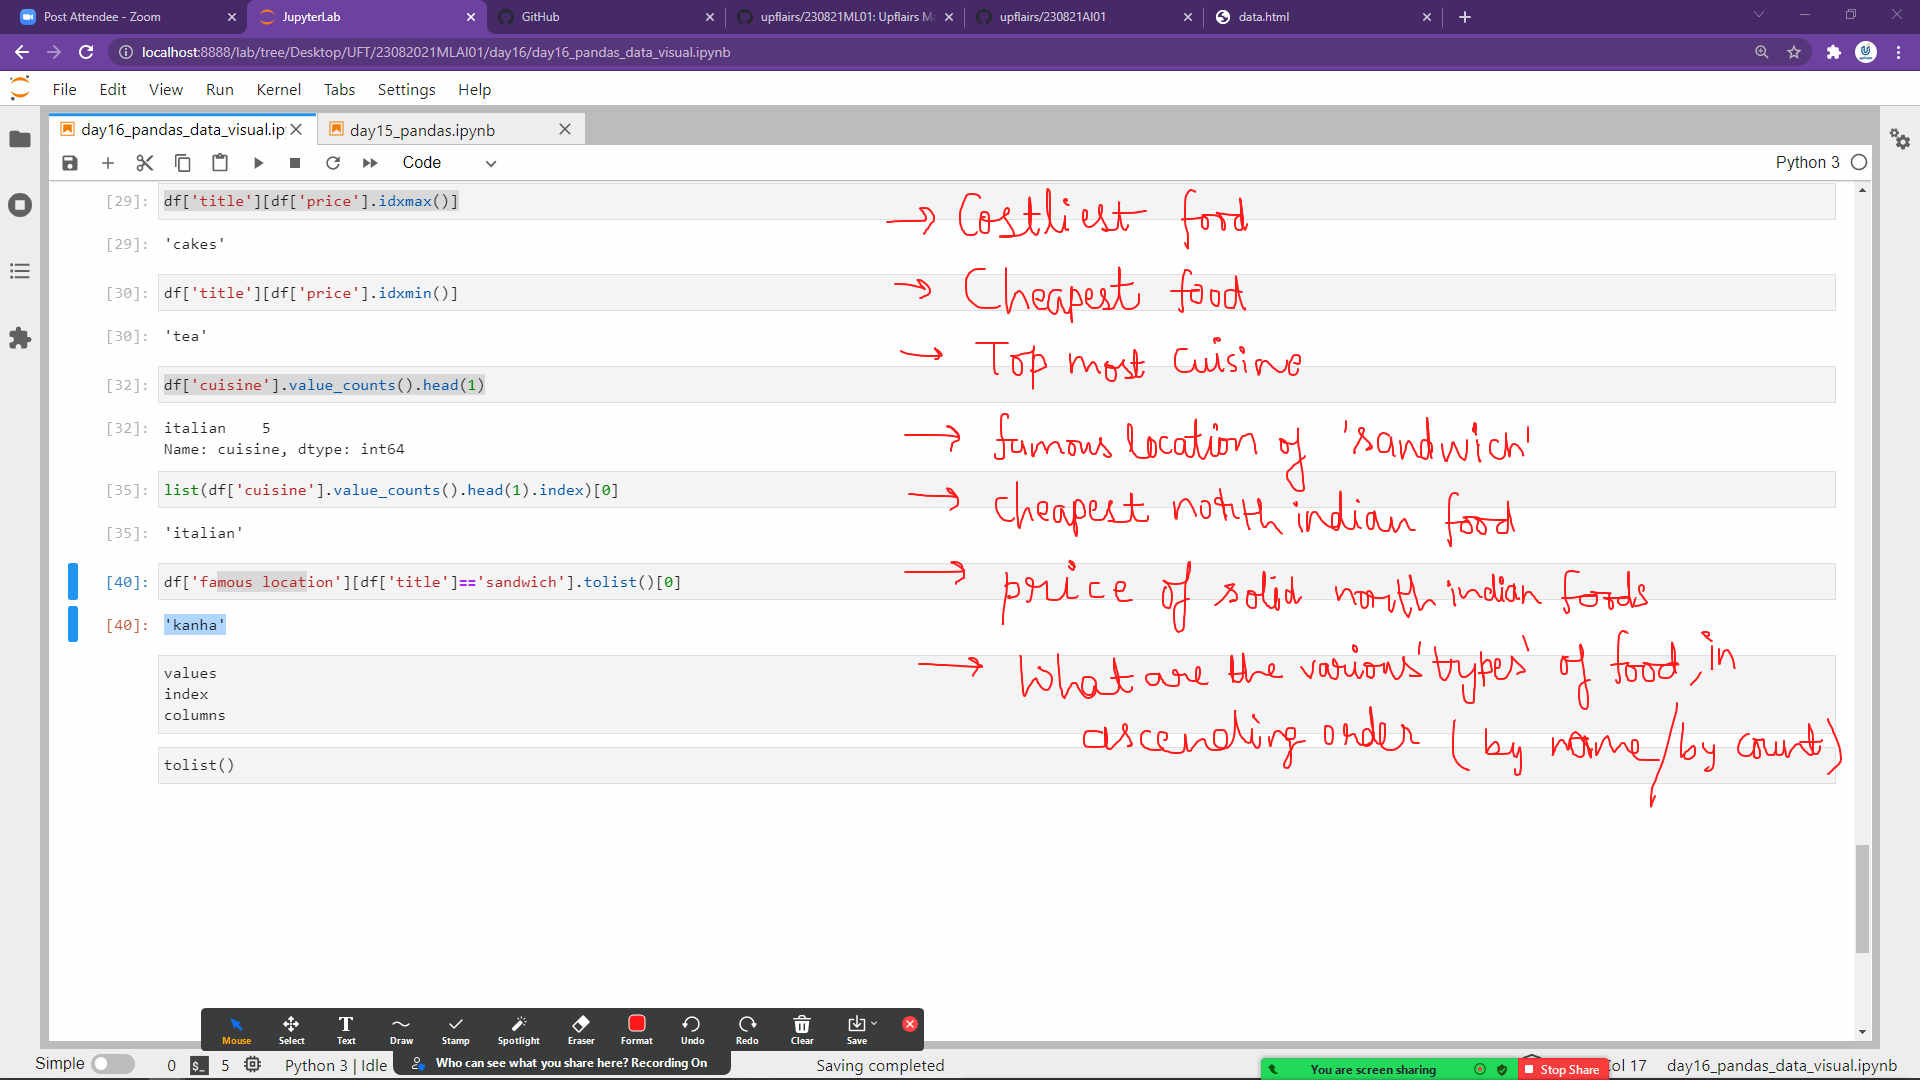 Post Attendee - Zoom
JupyterLab
GitHub
upflairs/230821ML01: Upflairs M
upflairs/230821AI01
data.html
localhost:8888/lab/tree/Desktop/UFT/23082021MLAI01/day16/day16_pandas_data_visual.ipynb
File Edit View Run Kernel Tabs Settings Help
day16_pandas_data_visual.ip
day15_pandas.ipynb
Code
Python 3
[29]: df['title'][df['price'].idxmax()]
→ Costliest food
[29]: 'cakes'
[30]: df['title'][df['price'].idxmin()]
→ Cheapest food
[30]: 'tea'
→ Top most Cuisine
[32]: df['cuisine'].value_counts().head(1)
[32]: italian    5
Name: cuisine, dtype: int64
→ famous location of 'sandwich'
[35]: list(df['cuisine'].value_counts().head(1).index)[0]
→ cheapest north indian food
[35]: 'italian'
[40]: df['famous location'][df['title']=='sandwich'].tolist()[0]
→ price of solid north indian foods
[40]: 'kanha'
values
index
columns
→ What are the various 'types' of food, in
ascending order (by name/by count)
tolist()
Mouse Select Text Draw Stamp Spotlight Eraser Format Undo Redo Clear Save
Who can see what you share here? Recording On
Simple 0 $_ 5 Python 3 | Idle
Saving completed
You are screen sharing
Stop Share
ol 17
day16_pandas_data_visual.ipynb